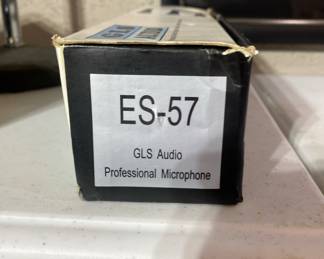 ES-57
GLS Audio
Professional Microphone